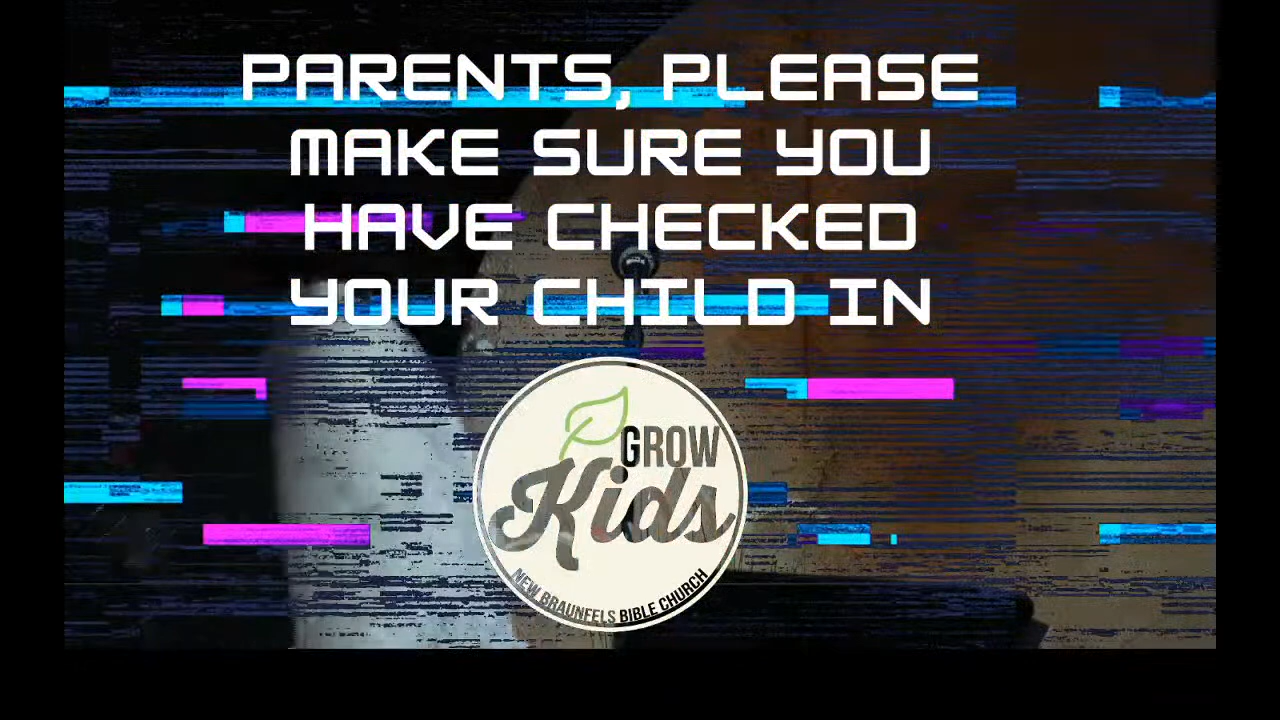 PARENTS, PLEASE
MAKE SURE YOU
HAVE CHECKED
YOUR CHILD IN
GROW
Kids
NEW BRAUNFELS BIBLE CHURCH